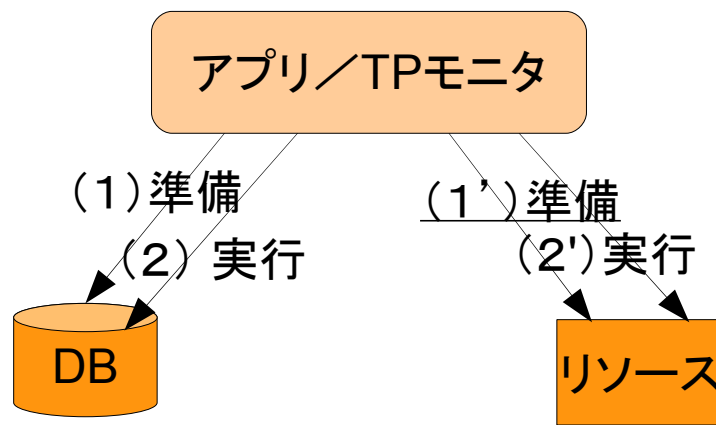 アプリ／TPモニタ
(1)準備
(1’)準備
(2) 実行
(2')実行
DB
リソース